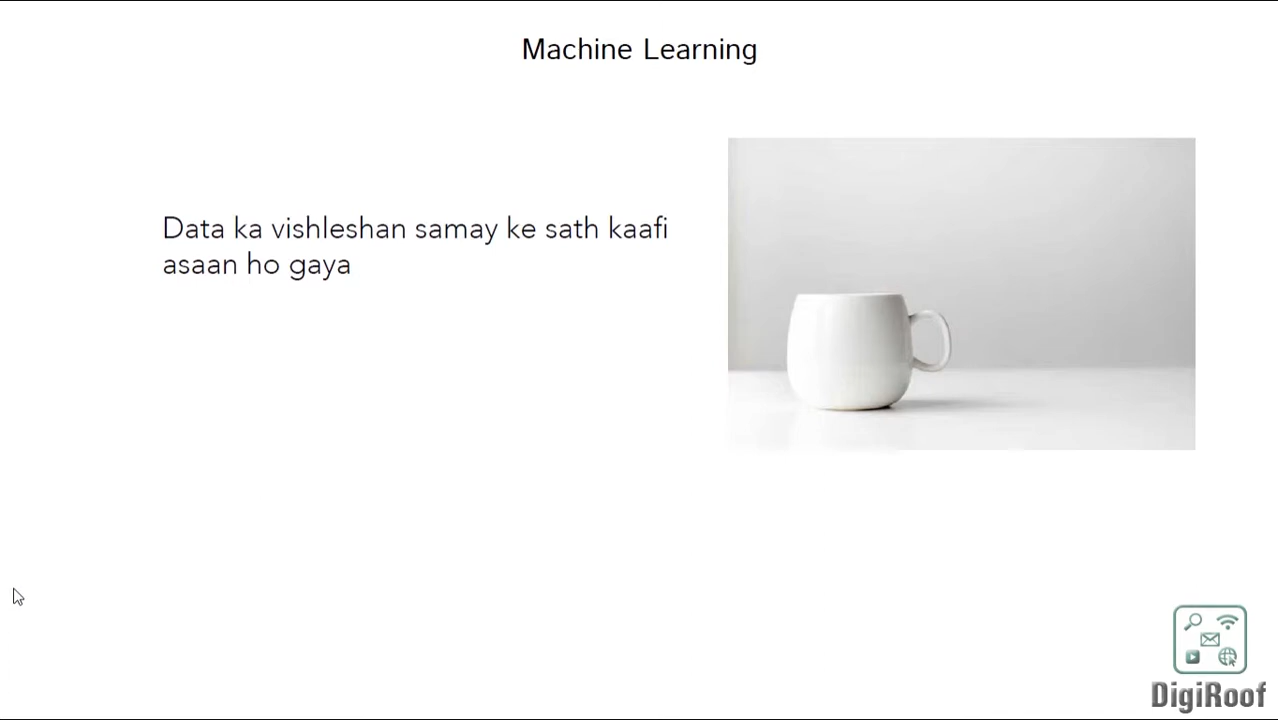 Machine Learning
Data ka vishleshan samay ke sath kaafi
asaan ho gaya
DigiRoof